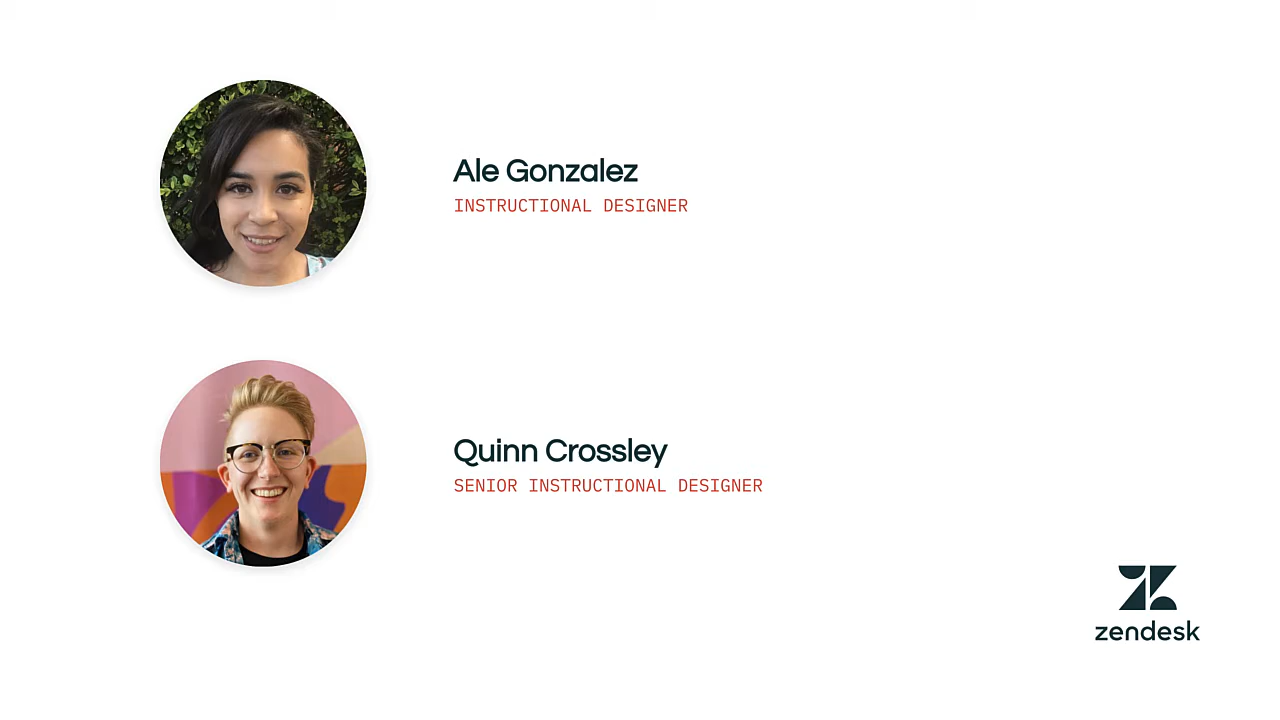 Ale Gonzalez
INSTRUCTIONAL DESIGNER
Quinn Crossley
SENIOR INSTRUCTIONAL DESIGNER
zendesk